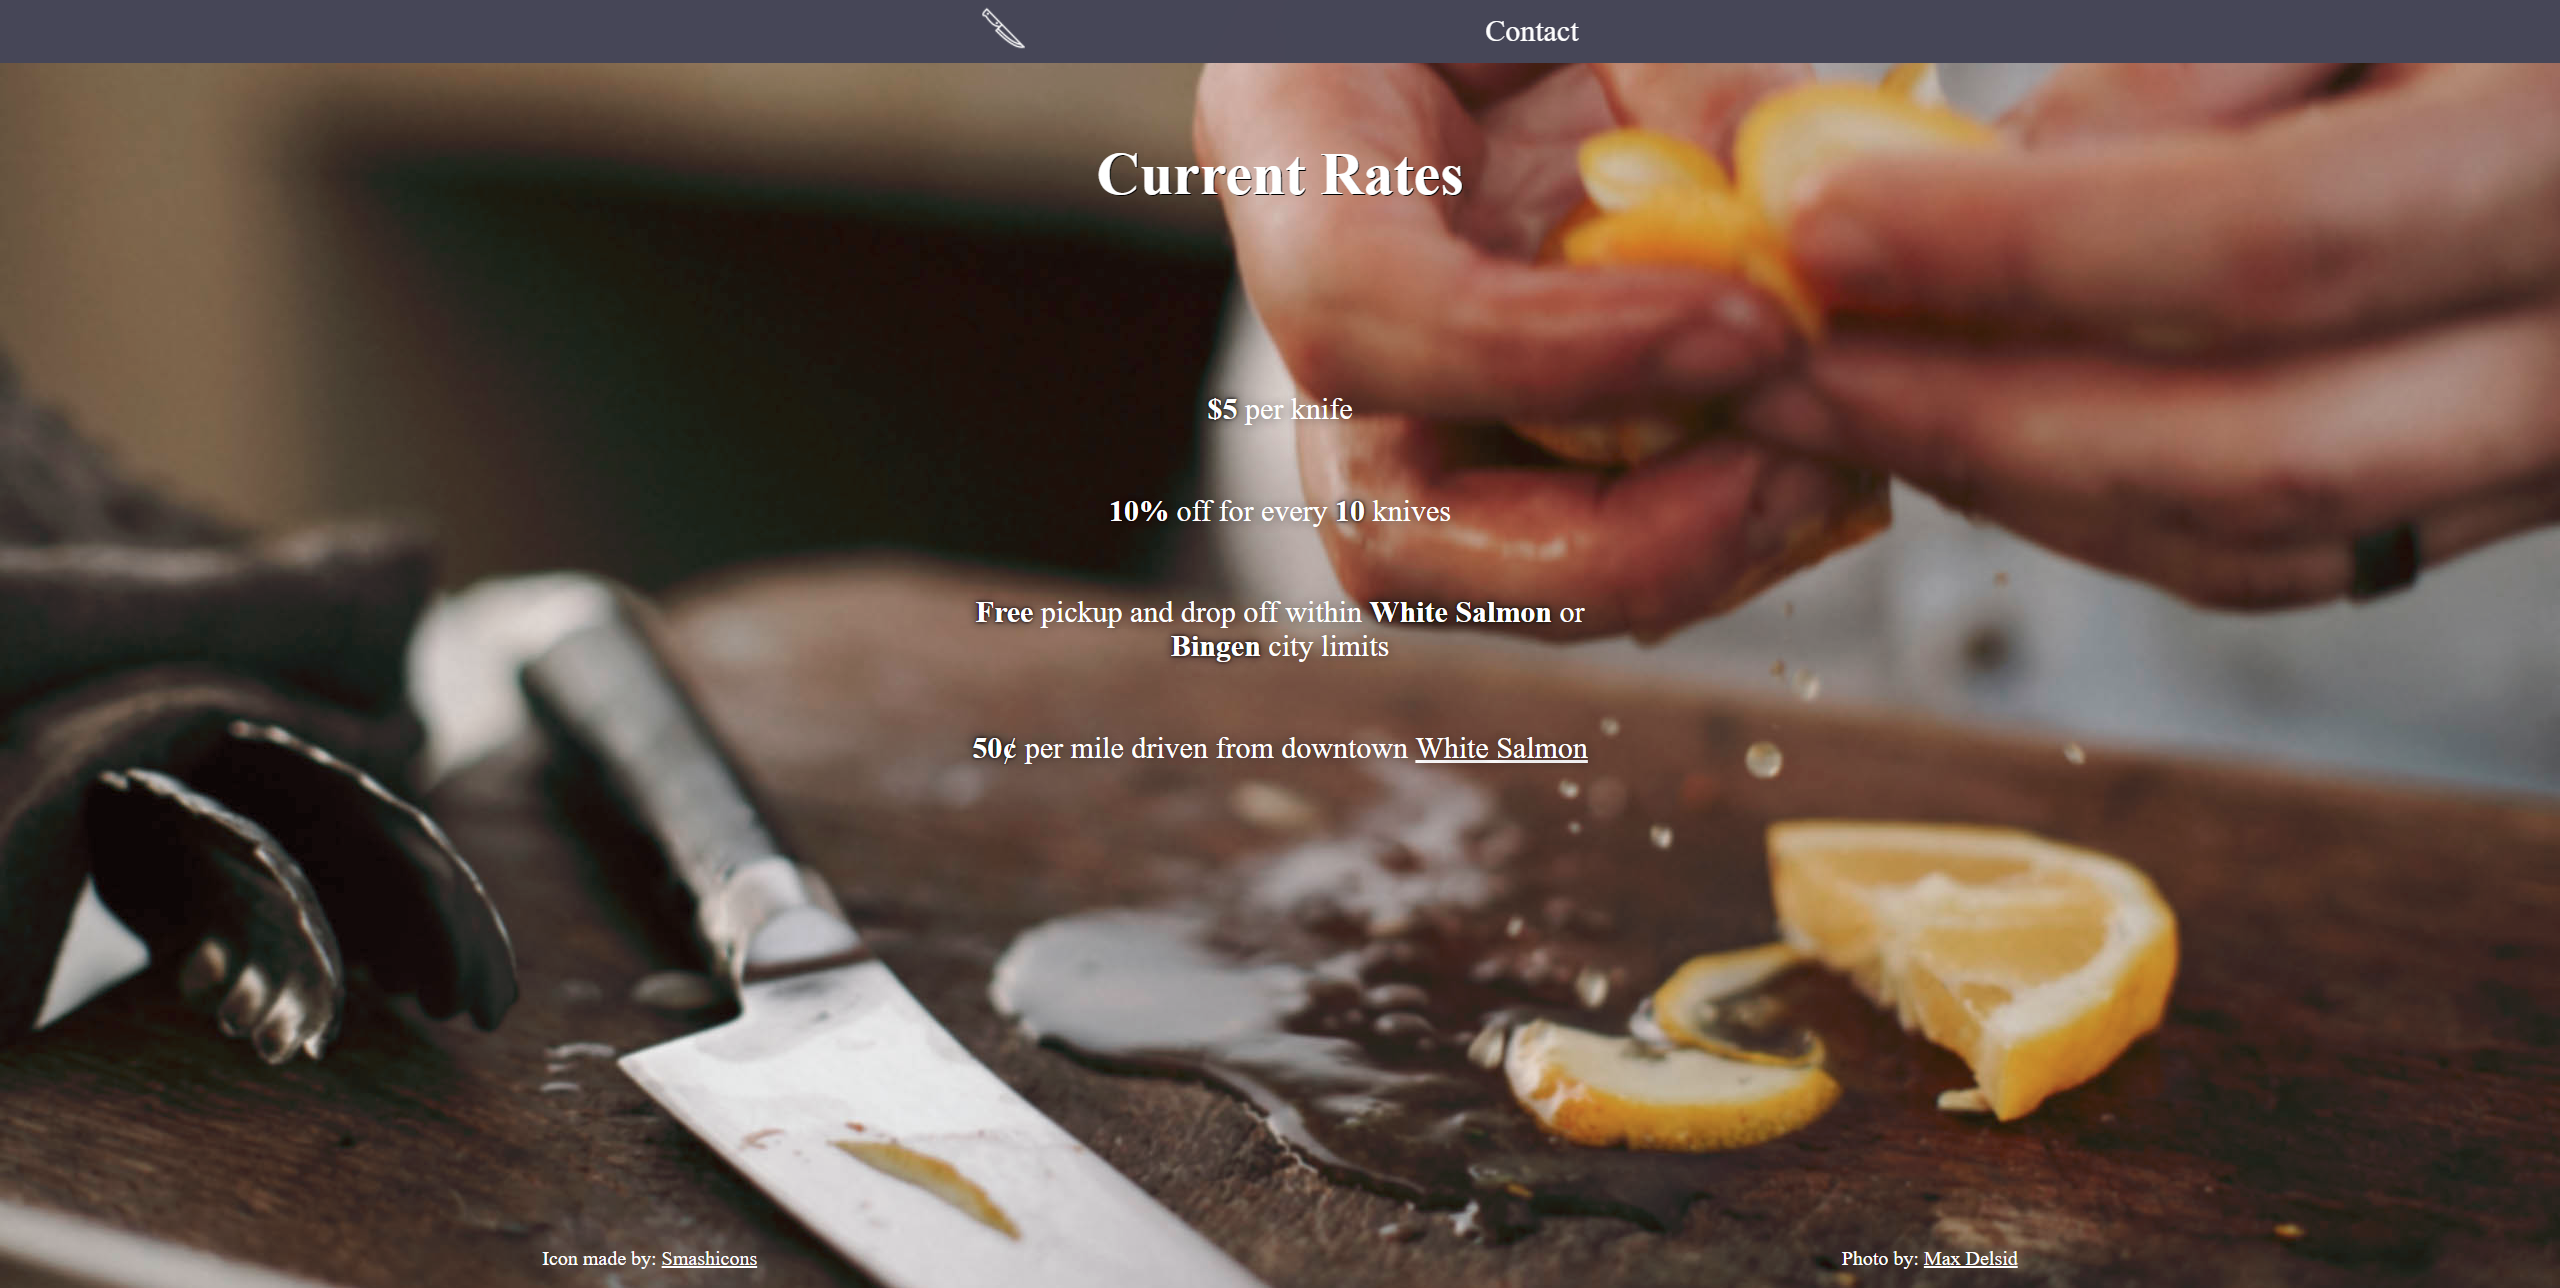 Contact
Current Rates
$5 per knife
10% off for every 10 knives
Free pickup and drop off within White Salmon or
Bingen city limits
50¢ per mile driven from downtown White Salmon
Icon made by: Smashicons
Photo by: Max Delsid